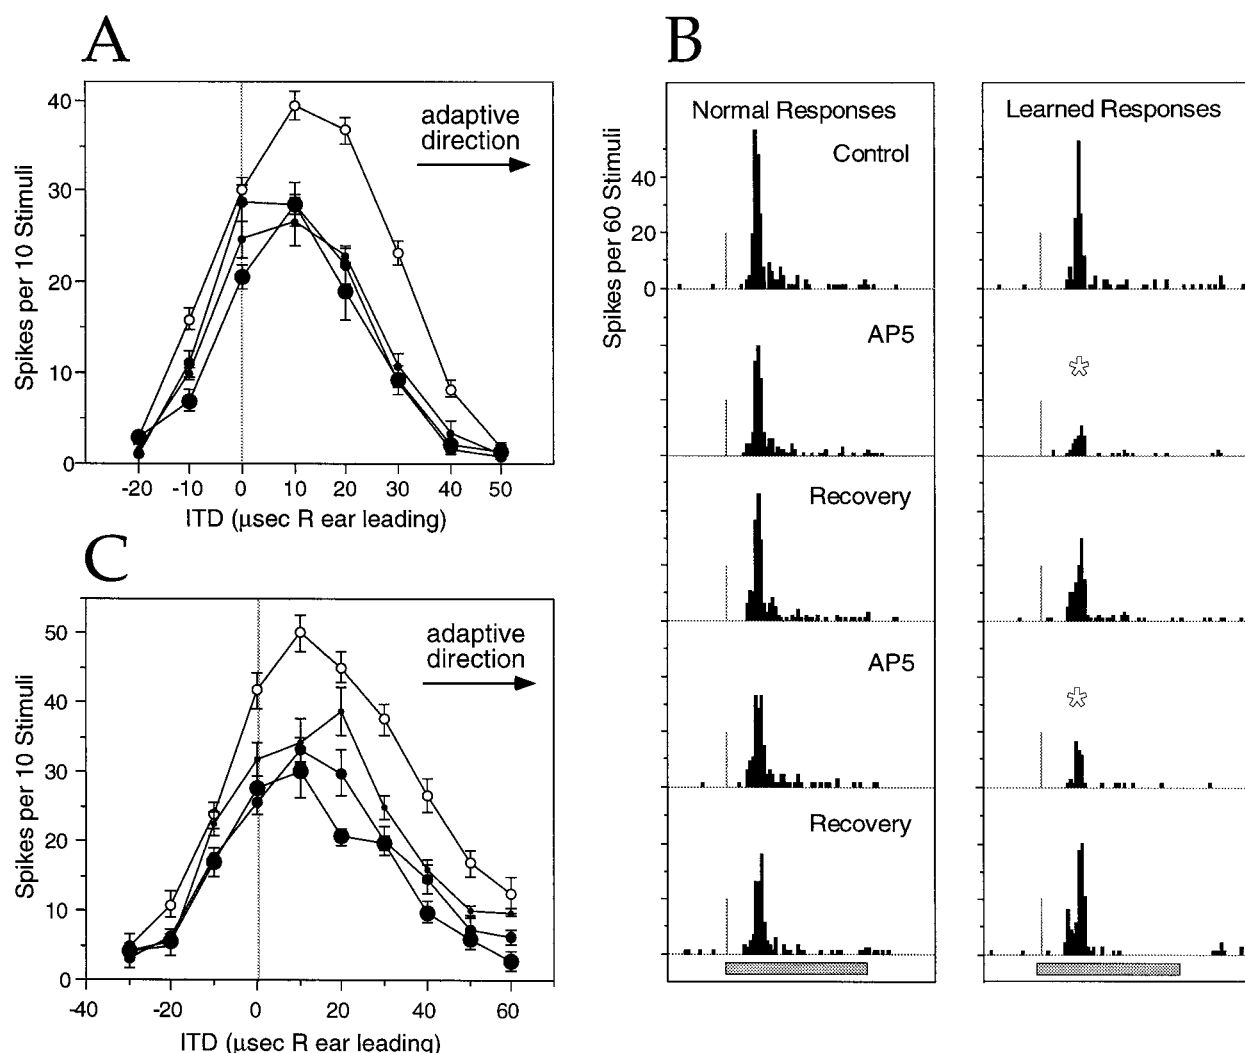 A
B
40
30
20
10
0
Spikes per 10 Stimuli
adaptive
direction
-20 -10 0 10 20 30 40 50
ITD (µsec R ear leading)
Normal Responses
Learned Responses
Control
Spikes per 60 Stimuli
40
20
0
AP5
Recovery
AP5
Recovery
C
50
40
30
20
10
0
Spikes per 10 Stimuli
adaptive
direction
-40 -20 0 20 40 60
ITD (µsec R ear leading)